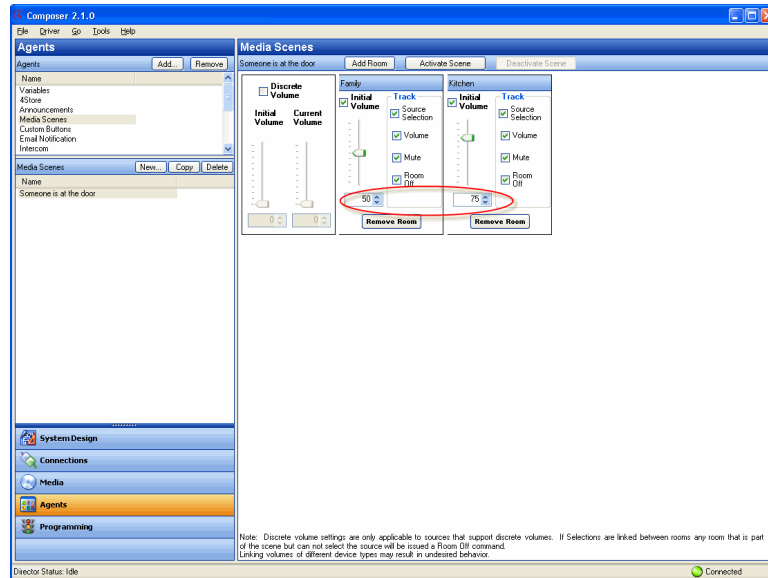 Composer 2.1.0
File Driver Go Tools Help
Agents
Agents Add... Remove
Name
Variables
4Store
Announcements
Media Scenes
Custom Buttons
Email Notification
Intercom
Media Scenes New... Copy Delete
Name
Someone is at the door
System Design
Connections
Media
Agents
Programming
Media Scenes
Someone is at the door Add Room Activate Scene Deactivate Scene
Discrete
Volume
Initial
Volume
Current
Volume
0 0
Family
Initial
Volume
Track
Source
Selection
Volume
Mute
Room
Off
50
Remove Room
Kitchen
Initial
Volume
Track
Source
Selection
Volume
Mute
Room
Off
75
Remove Room
Note: Discrete volume settings are only applicable to sources that support discrete volumes. If Selections are linked between rooms any room that is part
of the scene but can not select the source will be issued a Room Off command.
Linking volumes of different device types may result in undesired behavior.
Director Status: Idle
Connected